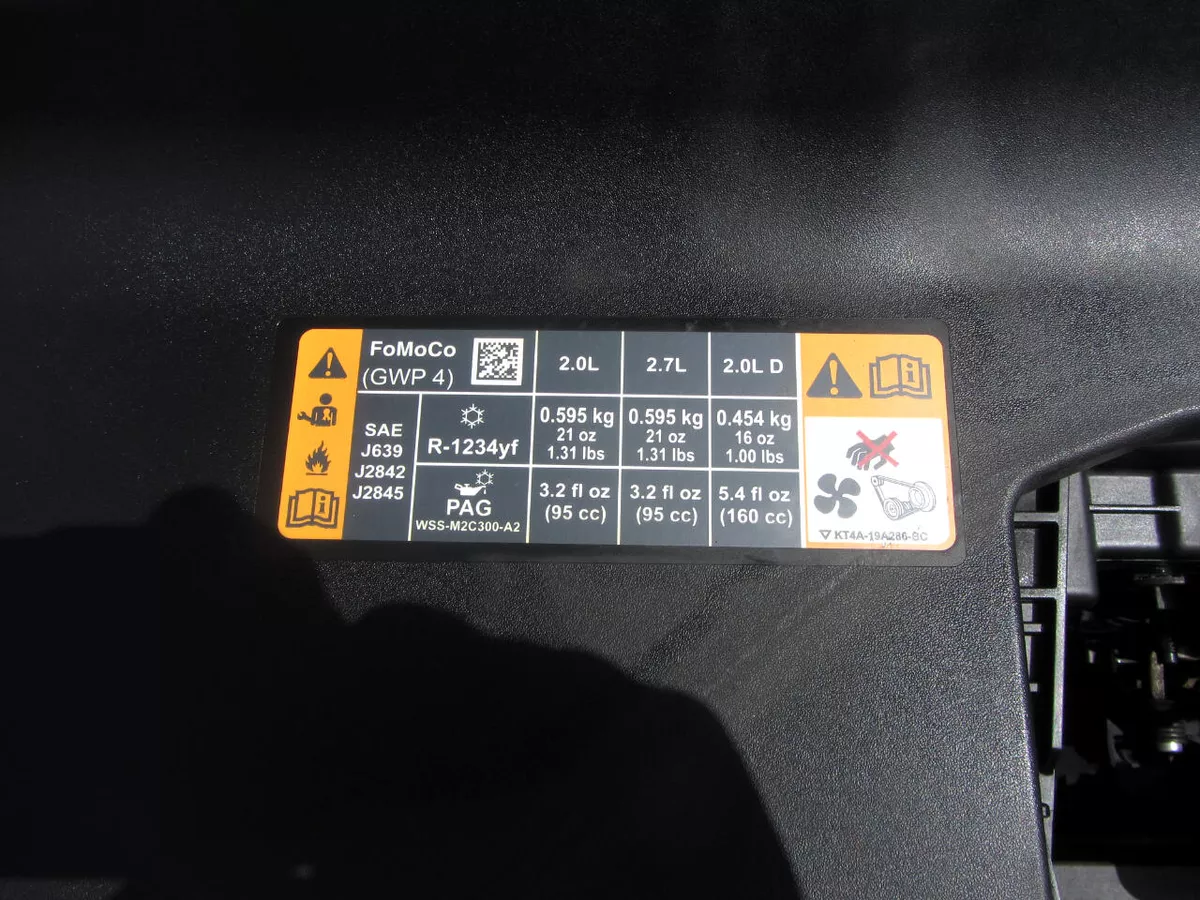 FoMoCo
(GWP 4)
2.0L
2.7L
2.0L D
SAE
J639
J2842
J2845
R-1234yf
0.595 kg
21 oz
1.31 lbs
0.595 kg
21 oz
1.31 lbs
0.454 kg
16 oz
1.00 lbs
PAG
WSS-M2C300-A2
3.2 fl oz
(95 cc)
3.2 fl oz
(95 cc)
5.4 fl oz
(160 cc)
KT4A-19A286-BC